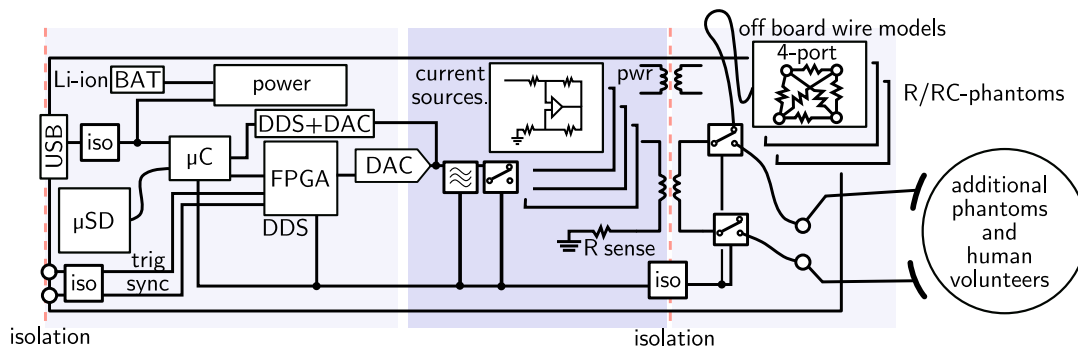 off board wire models
4-port
Li-ion
BAT
power
current
sources.
pwr
R/RC-phantoms
USB
iso
μC
DDS+DAC
FPGA
DAC
μSD
DDS
R sense
additional
phantoms
and
human
volunteers
trig
sync
iso
iso
isolation
isolation